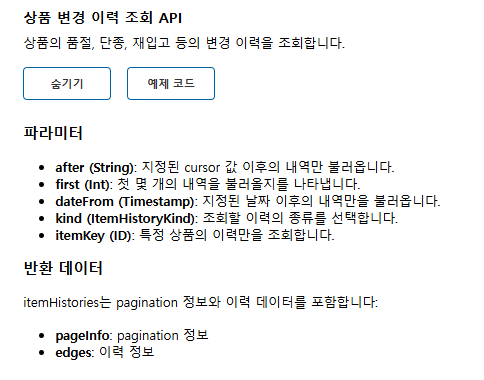 상품 변경 이력 조회 API
상품의 품절, 단종, 재입고 등의 변경 이력을 조회합니다.
숨기기
예제 코드
파라미터
• after (String): 지정된 cursor 값 이후의 내역만 불러옵니다.
• first (Int): 첫 몇 개의 내역을 불러올지를 나타냅니다.
• dateFrom (Timestamp): 지정된 날짜 이후의 내역만을 불러옵니다.
• kind (ItemHistoryKind): 조회할 이력의 종류를 선택합니다.
• itemKey (ID): 특정 상품의 이력만을 조회합니다.
반환 데이터
itemHistories는 pagination 정보와 이력 데이터를 포함합니다:
• pageInfo: pagination 정보
• edges: 이력 정보